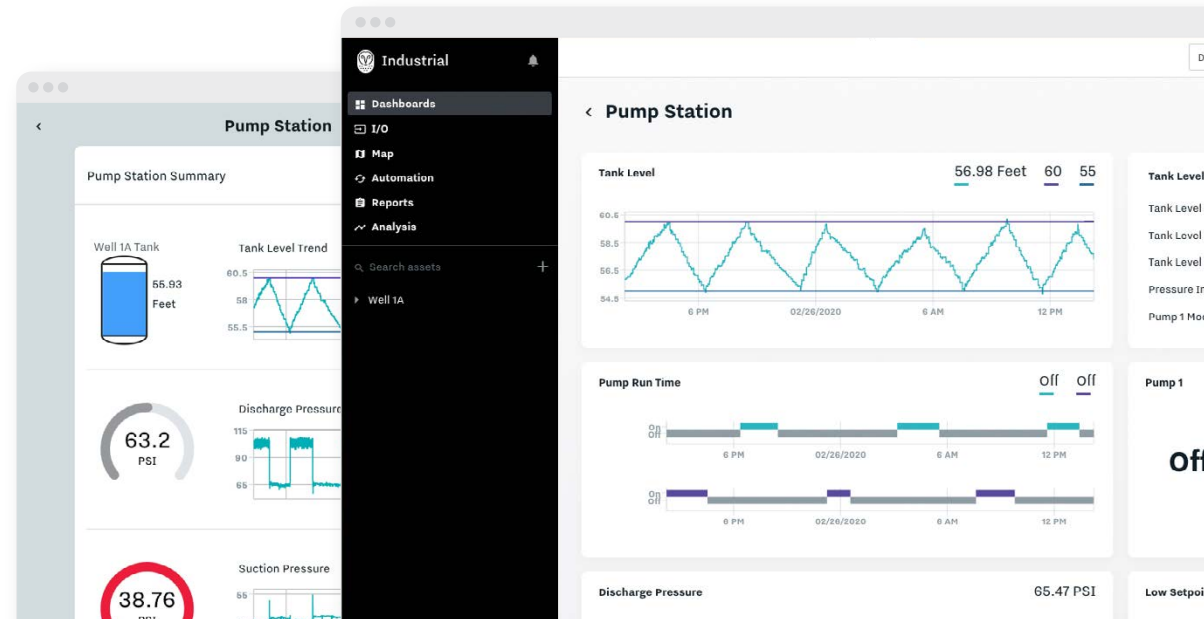 Pump Station
Pump Station Summary
Well 1A Tank
55.93
Feet
Tank Level Trend
60.5
58
55.5
63.2
PSI
Discharge Pressure
115
90
65
38.76
PSI
Suction Pressure
55
Industrial
Dashboards
I/O
Map
Automation
Reports
Analysis
Search assets
Well 1A
Pump Station
Tank Level
56.98 Feet 60 55
60.5
58.5
56.5
54.5
6 PM 02/26/2020 6 AM 12 PM
Pump Run Time
Off Off
On
Off
6 PM 02/26/2020 6 AM 12 PM
On
Off
6 PM 02/26/2020 6 AM 12 PM
Discharge Pressure
65.47 PSI
Tank Level
Tank Level
Tank Level
Tank Level
Pressure
Pump 1
Pump 1
Off
Low